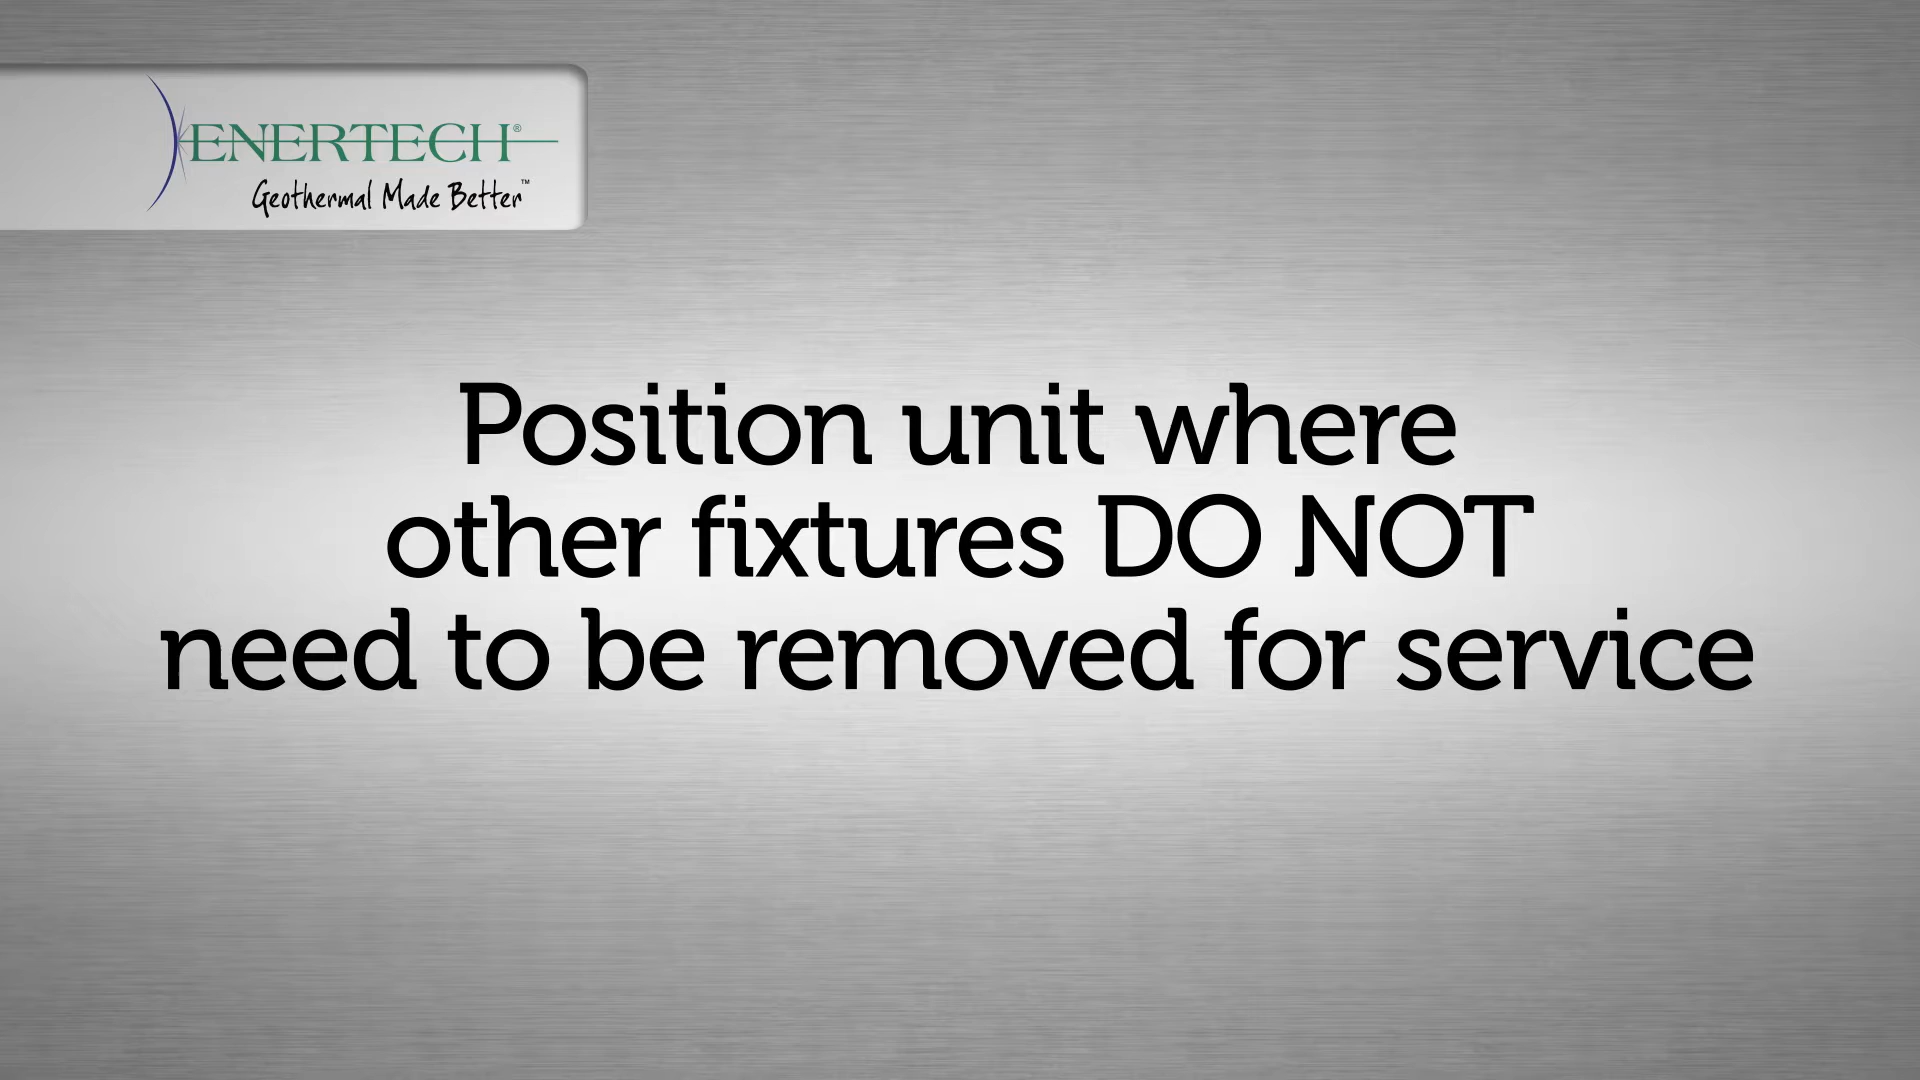 ENERTECH®
Geothermal Made Better™
Position unit where
other fixtures DO NOT
need to be removed for service